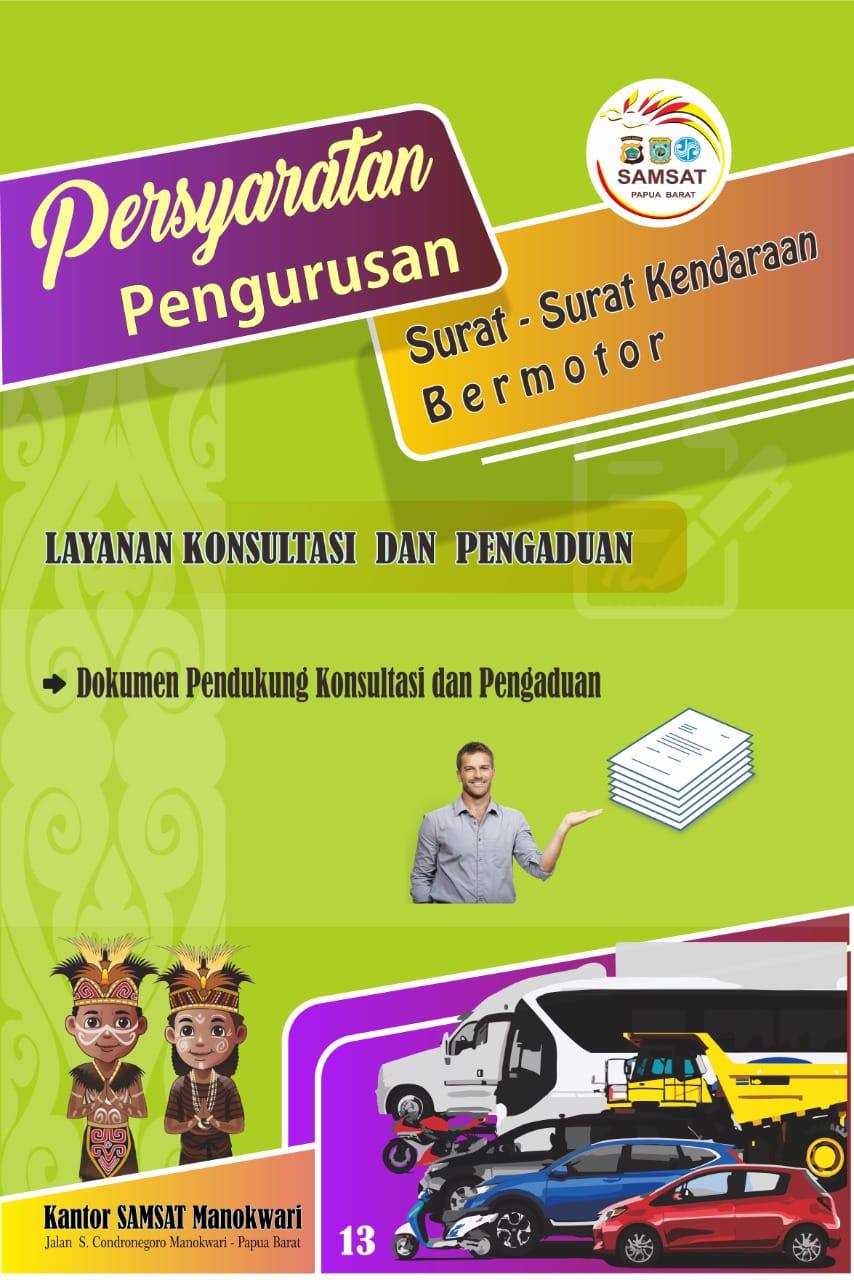 Persyaratan
Pengurusan
SAMSAT
PAPUA BARAT
Surat - Surat Kendaraan
Bermotor
LAYANAN KONSULTASI DAN PENGADUAN
Dokumen Pendukung Konsultasi dan Pengaduan
Kantor SAMSAT Manokwari
Jalan S. Condronegoro Manokwari - Papua Barat
13